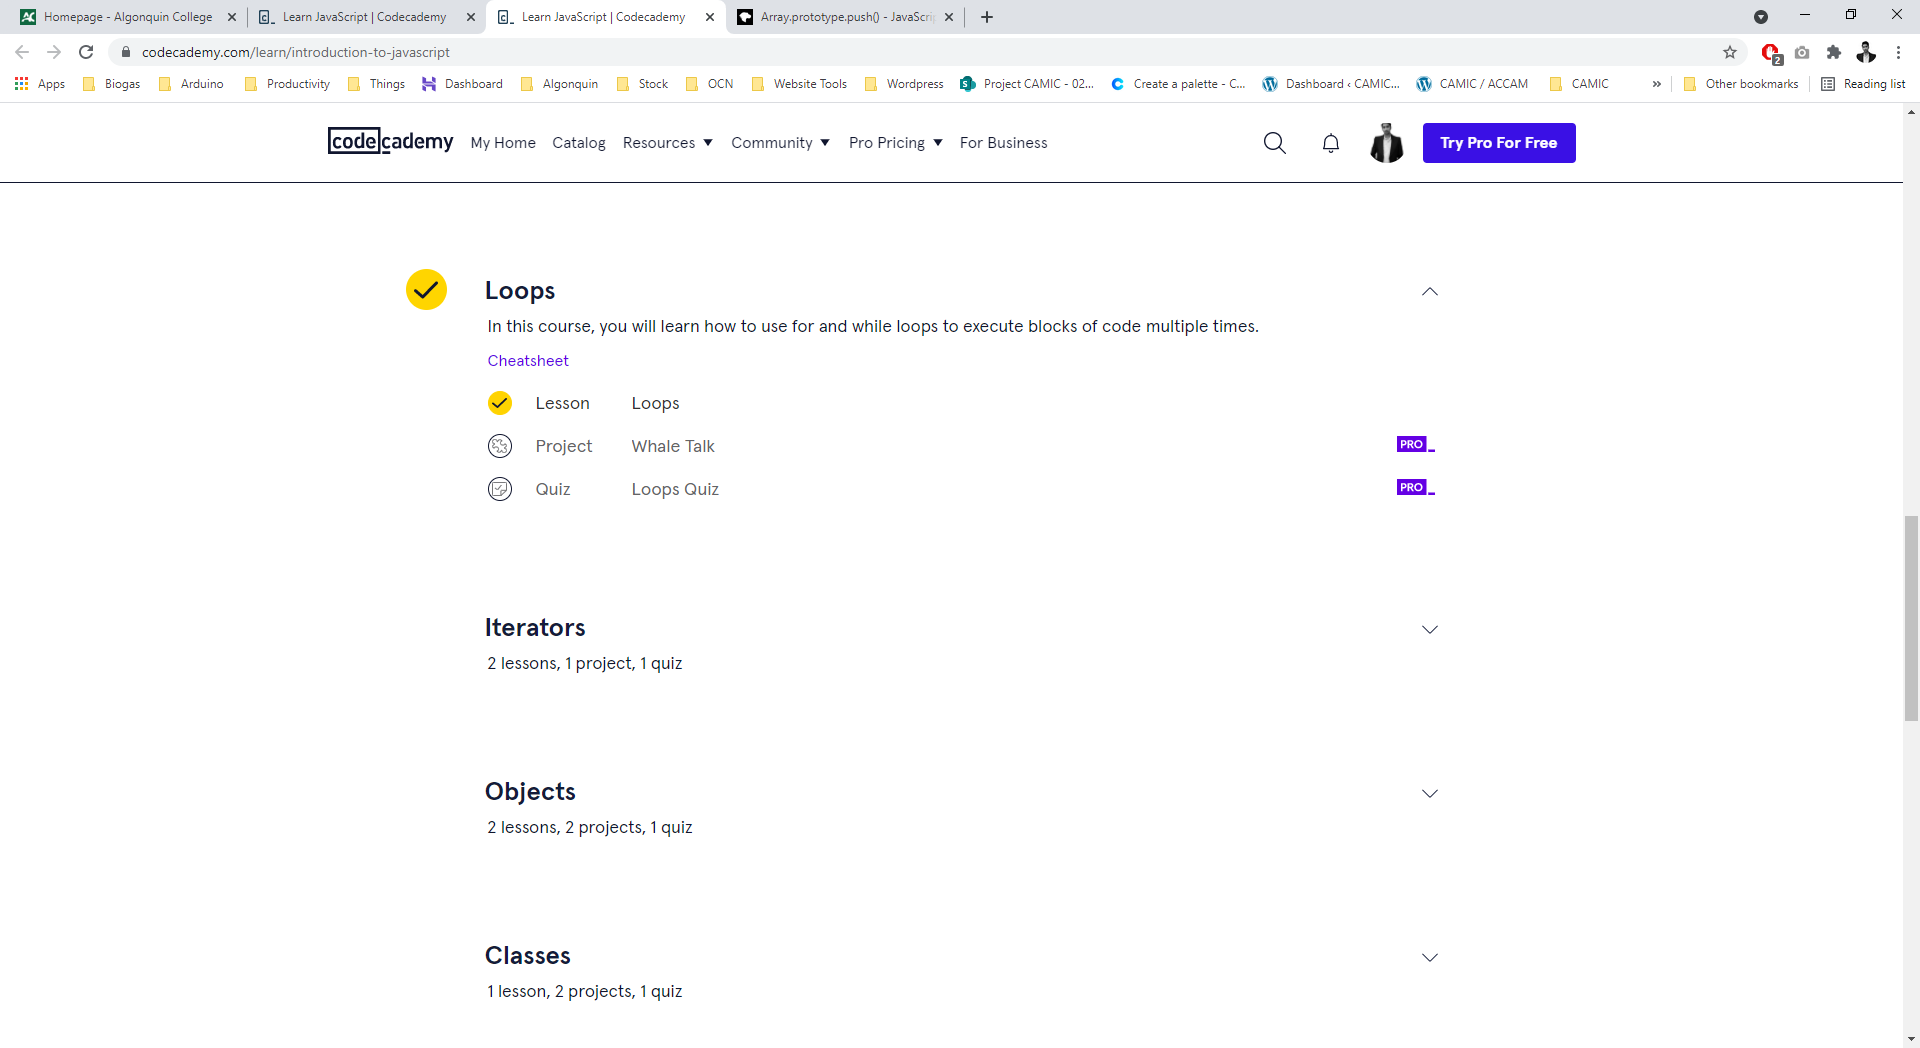 Homepage - Algonquin College
Learn JavaScript | Codecademy
Learn JavaScript | Codecademy
Array.prototype.push() - JavaScri
codecademy.com/learn/introduction-to-javascript
2
Apps
Biogas
Arduino
Productivity
Things
Dashboard
Algonquin
Stock
OCN
Website Tools
Wordpress
Project CAMIC - 02...
Create a palette - C...
Dashboard ‹ CAMIC...
CAMIC / ACCAM
CAMIC
»
Other bookmarks
Reading list
codecademy
My Home
Catalog
Resources
Community
Pro Pricing
For Business
Try Pro For Free
Loops
In this course, you will learn how to use for and while loops to execute blocks of code multiple times.
Cheatsheet
Lesson Loops
Project Whale Talk PRO
Quiz Loops Quiz PRO
Iterators
2 lessons, 1 project, 1 quiz
Objects
2 lessons, 2 projects, 1 quiz
Classes
1 lesson, 2 projects, 1 quiz